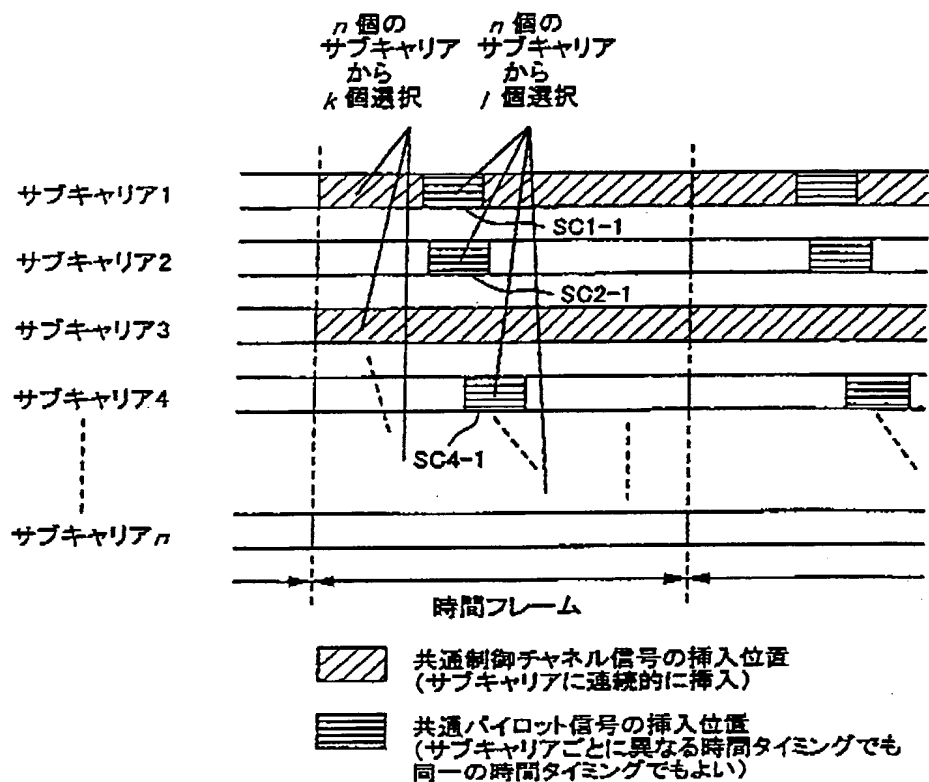 n個の
サブキャリア
から
k個選択
n個の
サブキャリア
から
l個選択
サブキャリア1
SC1-1
サブキャリア2
SC2-1
サブキャリア3
サブキャリア4
SC4-1
サブキャリアn
時間フレーム
共通制御チャネル信号の挿入位置
(サブキャリアに連続的に挿入)
共通パイロット信号の挿入位置
(サブキャリアごとに異なる時間タイミングでも
同一の時間タイミングでもよい)